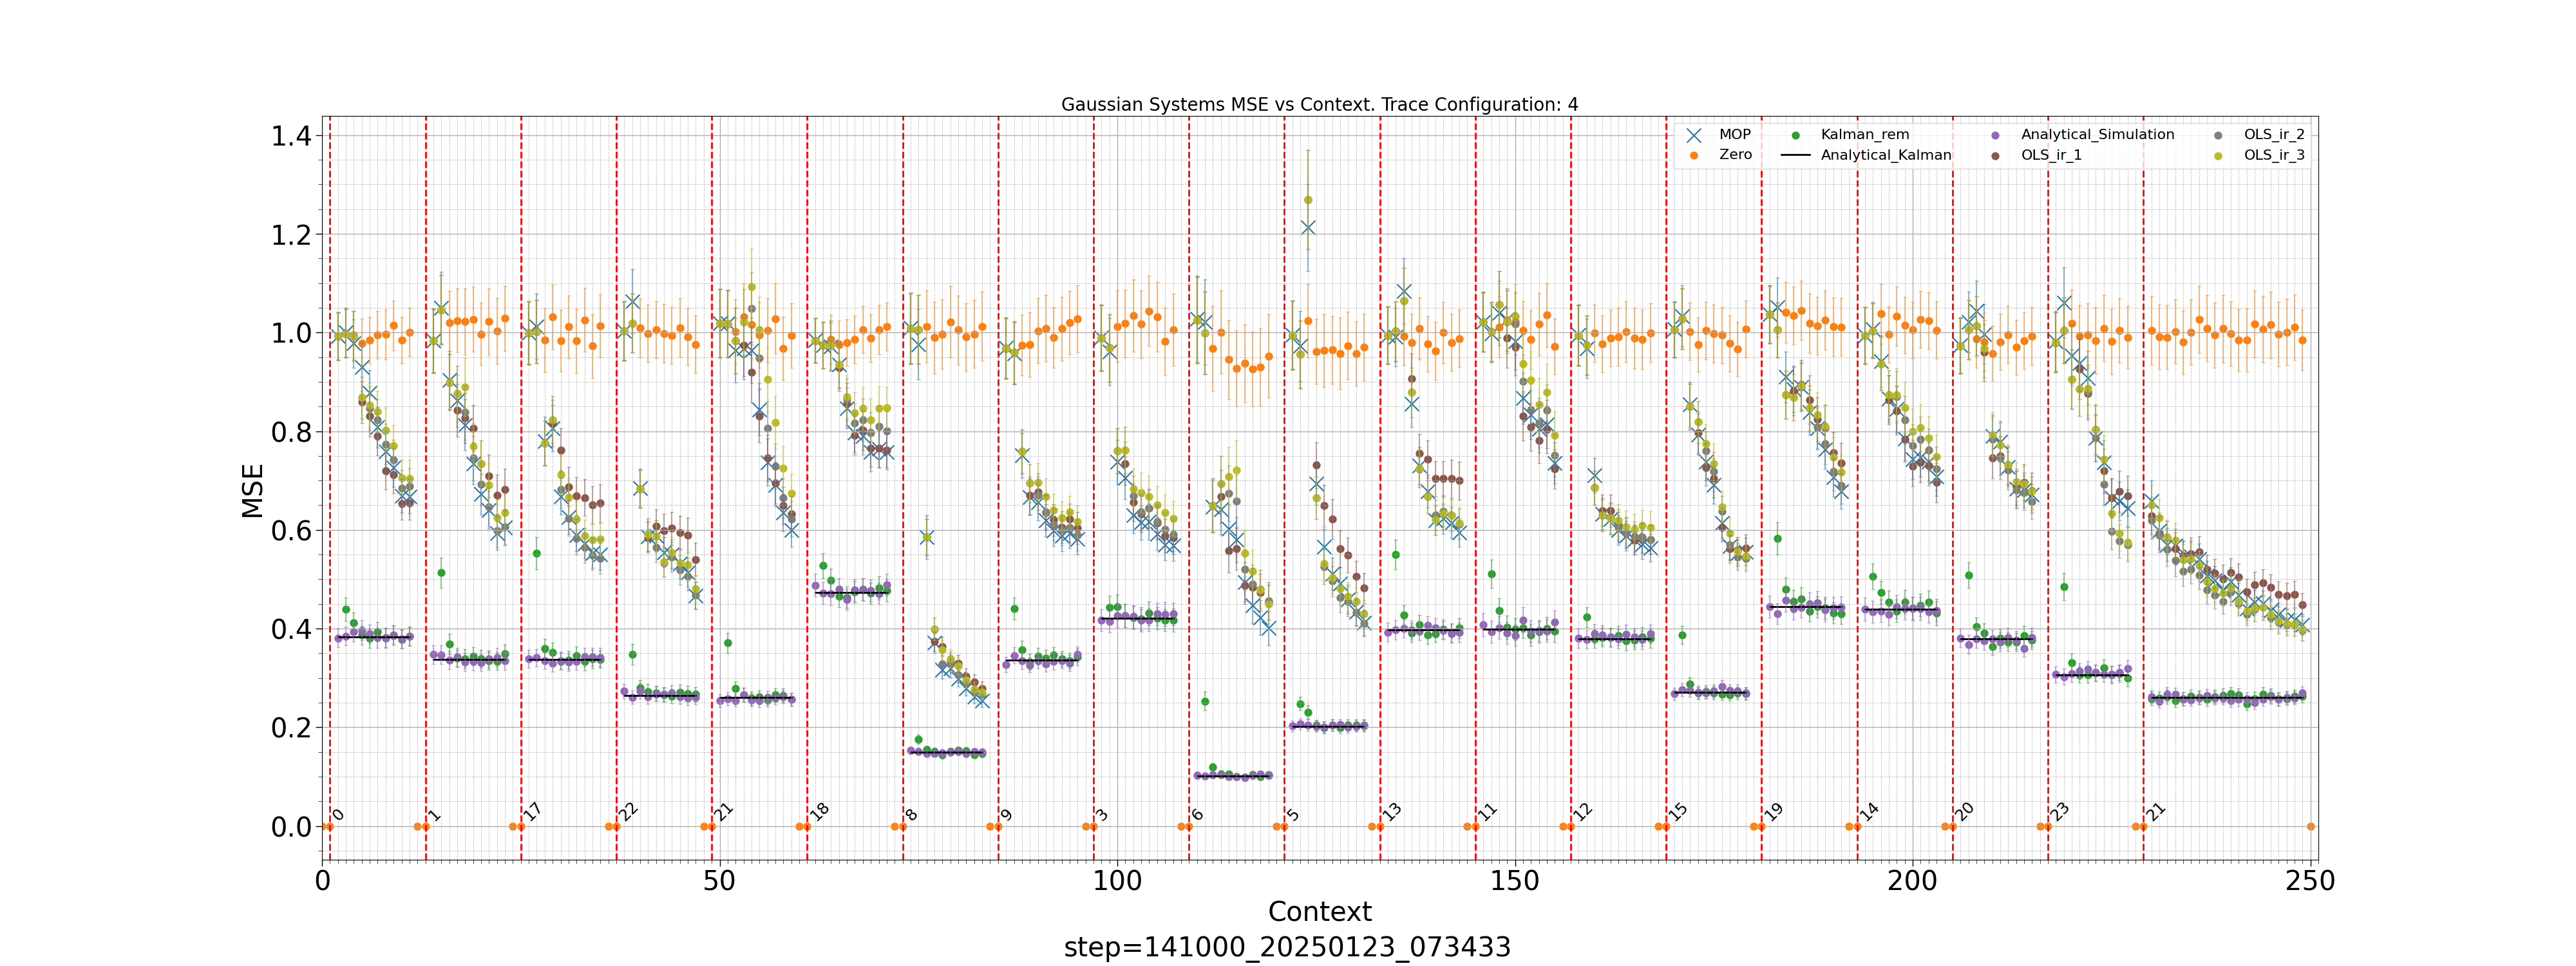 Gaussian Systems MSE vs Context. Trace Configuration: 4
MOP
Zero
Kalman_rem
Analytical_Kalman
Analytical_Simulation
OLS_ir_1
OLS_ir_2
OLS_ir_3
MSE
1.4
1.2
1.0
0.8
0.6
0.4
0.2
0.0
0 1 17 22 21 18 8 9 3 6 5 13 11 12 15 19 14 20 23 21
0 50 100 150 200 250
Context
step=141000_20250123_073433